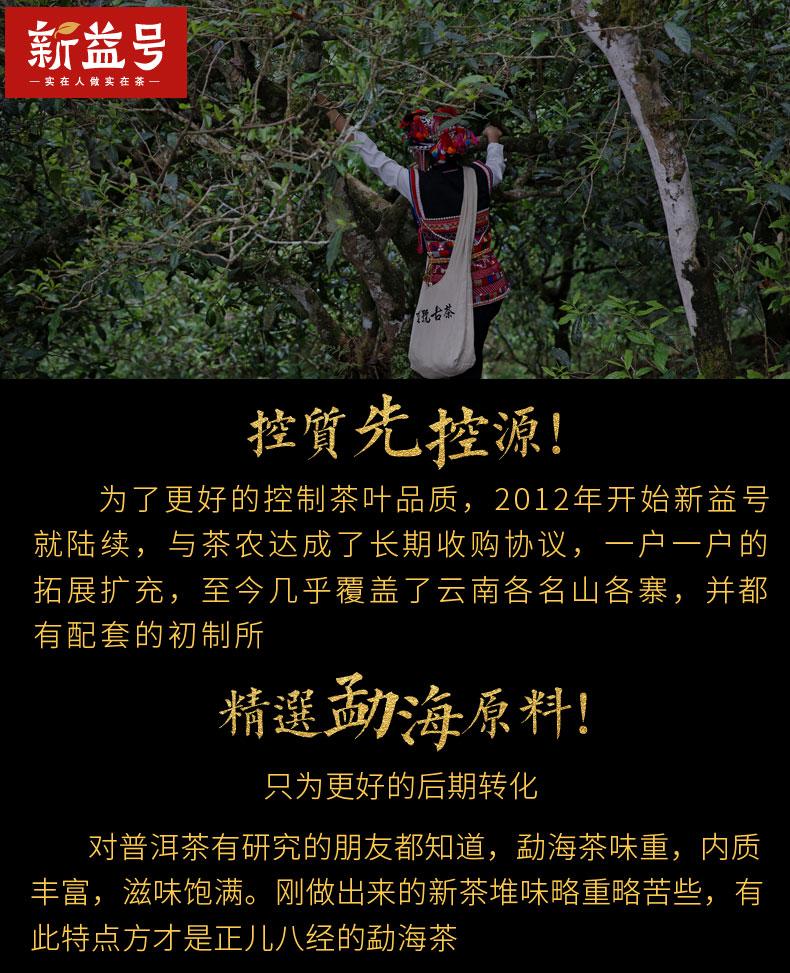 新益号
实在人做实在茶
号古茶
控質先控源！
为了更好的控制茶叶品质，2012年开始新益号
就陆续，与茶农达成了长期收购协议，一户一户的
拓展扩充，至今几乎覆盖了云南各名山各寨，并都
有配套的初制所
精選勐海原料！
只为更好的后期转化
对普洱茶有研究的朋友都知道，勐海茶味重，内质
丰富，滋味饱满。刚做出来的新茶堆味略重略苦些，有
此特点方才是正儿八经的勐海茶